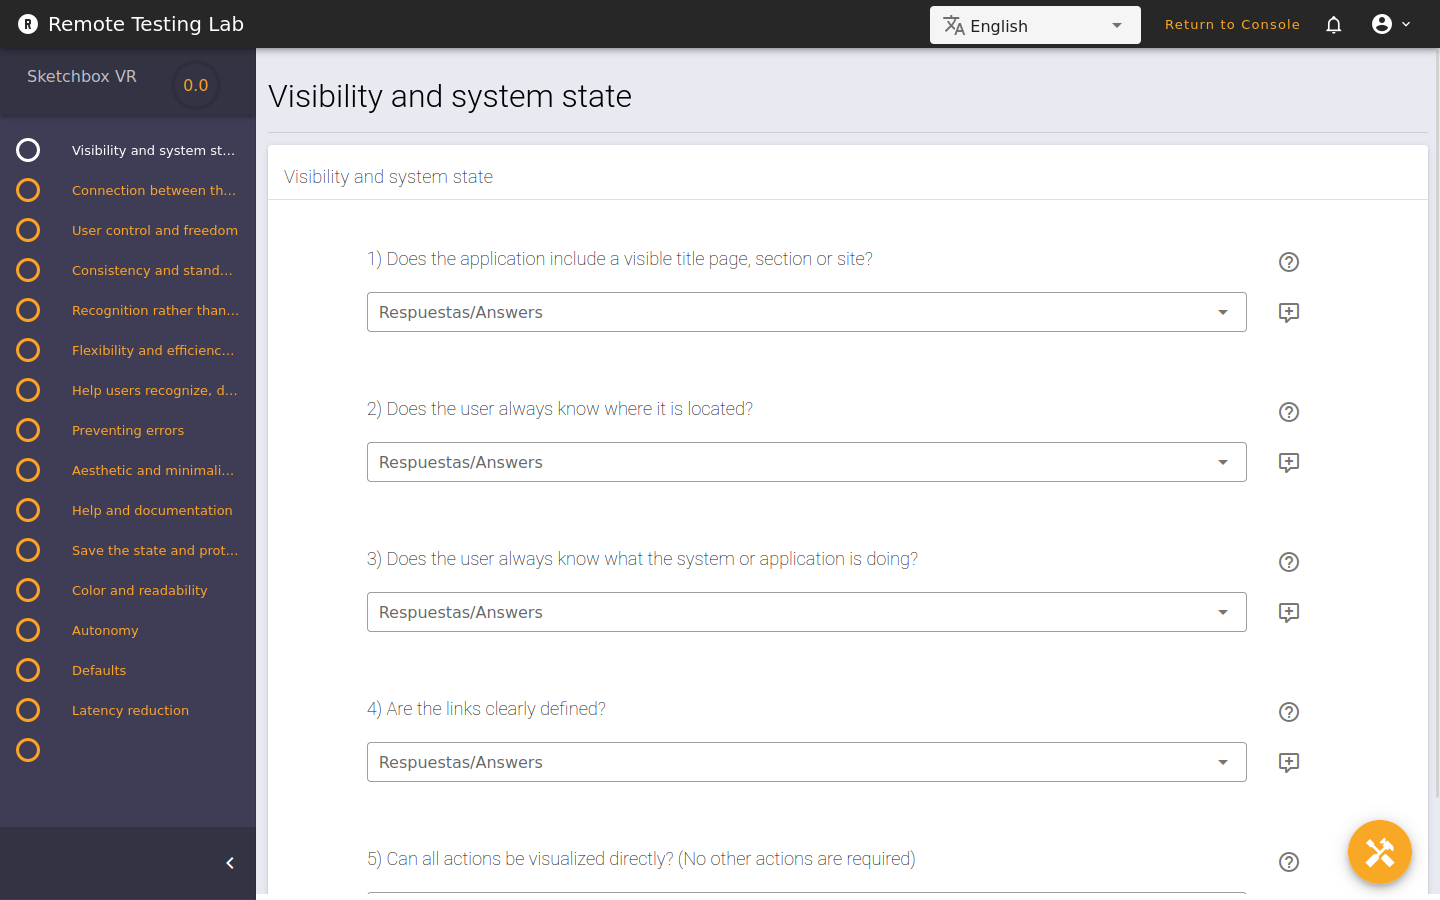 R Remote Testing Lab
English
Return to Console
Sketchbox VR
0.0
Visibility and system st...
Connection between th...
User control and freedom
Consistency and stand...
Recognition rather than...
Flexibility and efficienc...
Help users recognize, d...
Preventing errors
Aesthetic and minimali...
Help and documentation
Save the state and prot...
Color and readability
Autonomy
Defaults
Latency reduction
Visibility and system state
Visibility and system state
1) Does the application include a visible title page, section or site?
Respuestas/Answers
2) Does the user always know where it is located?
Respuestas/Answers
3) Does the user always know what the system or application is doing?
Respuestas/Answers
4) Are the links clearly defined?
Respuestas/Answers
5) Can all actions be visualized directly? (No other actions are required)